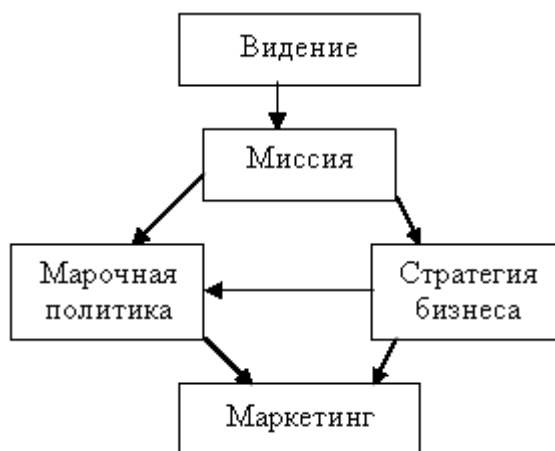 Видение
Миссия
Марочная
политика
Стратегия
бизнеса
Маркетинг